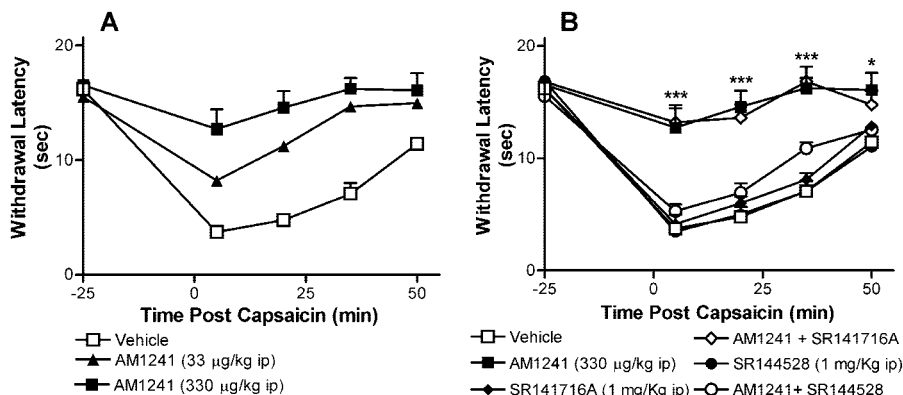 A
Withdrawal Latency
(sec)
20
10
0
-25
0
25
50
Time Post Capsaicin (min)
Vehicle
AM1241 (33 µg/kg ip)
AM1241 (330 µg/kg ip)
B
Withdrawal Latency
(sec)
20
10
0
***
***
***
*
-25
0
25
50
Time Post Capsaicin (min)
Vehicle
AM1241 (330 µg/kg ip)
SR141716A (1 mg/Kg ip)
AM1241 + SR141716A
SR144528 (1 mg/Kg ip)
AM1241+ SR144528